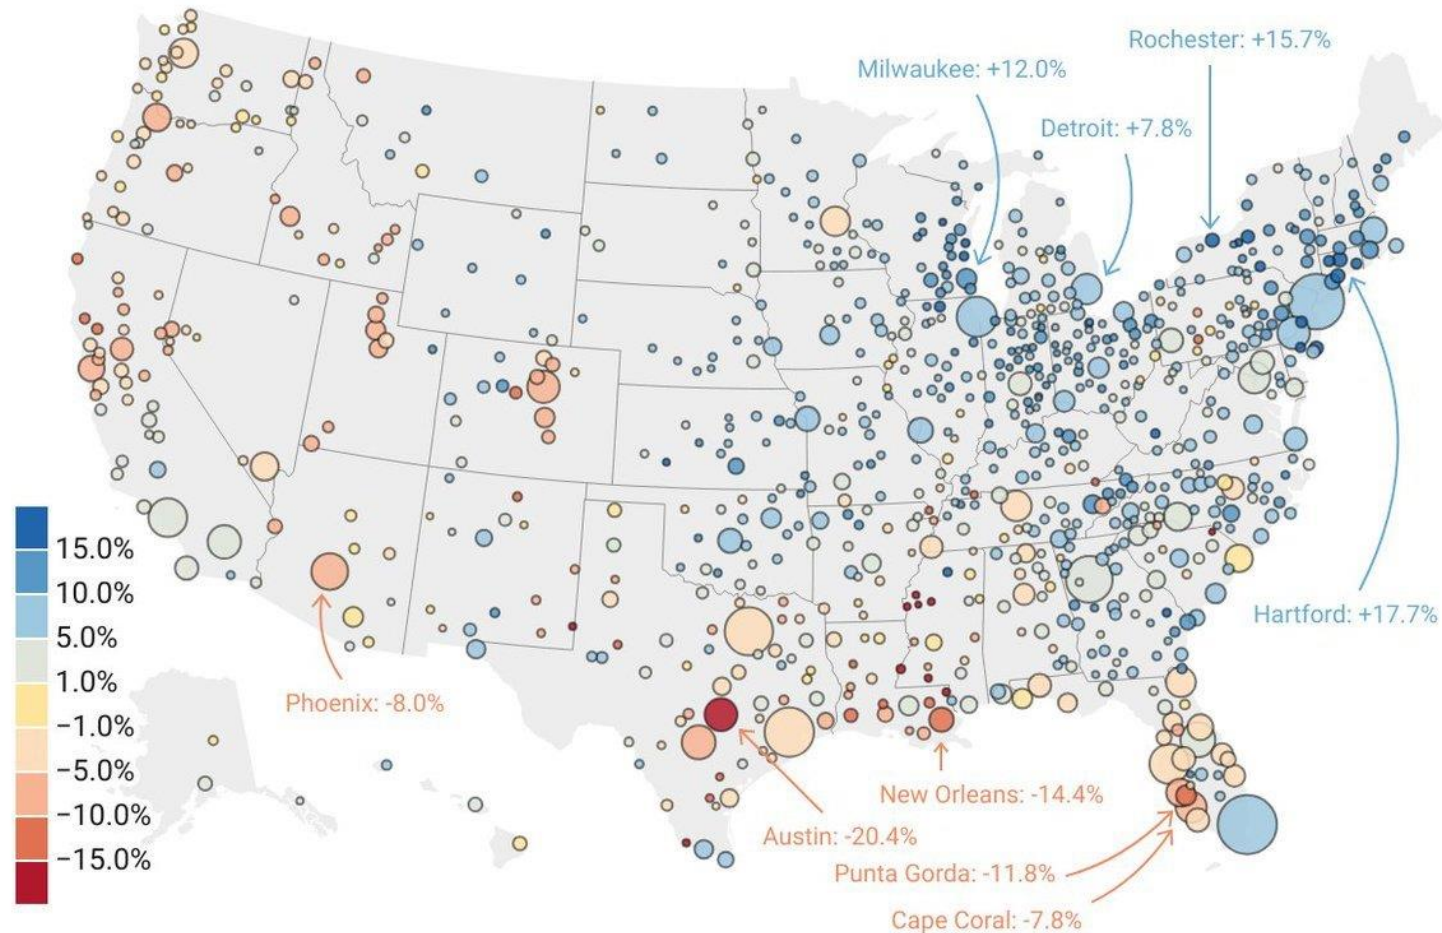 Rochester: +15.7%
Milwaukee: +12.0%
Detroit: +7.8%
15.0%
10.0%
5.0%
1.0%
−1.0%
−5.0%
−10.0%
−15.0%
Hartford: +17.7%
Phoenix: -8.0%
New Orleans: -14.4%
Austin: -20.4%
Punta Gorda: -11.8%
Cape Coral: -7.8%